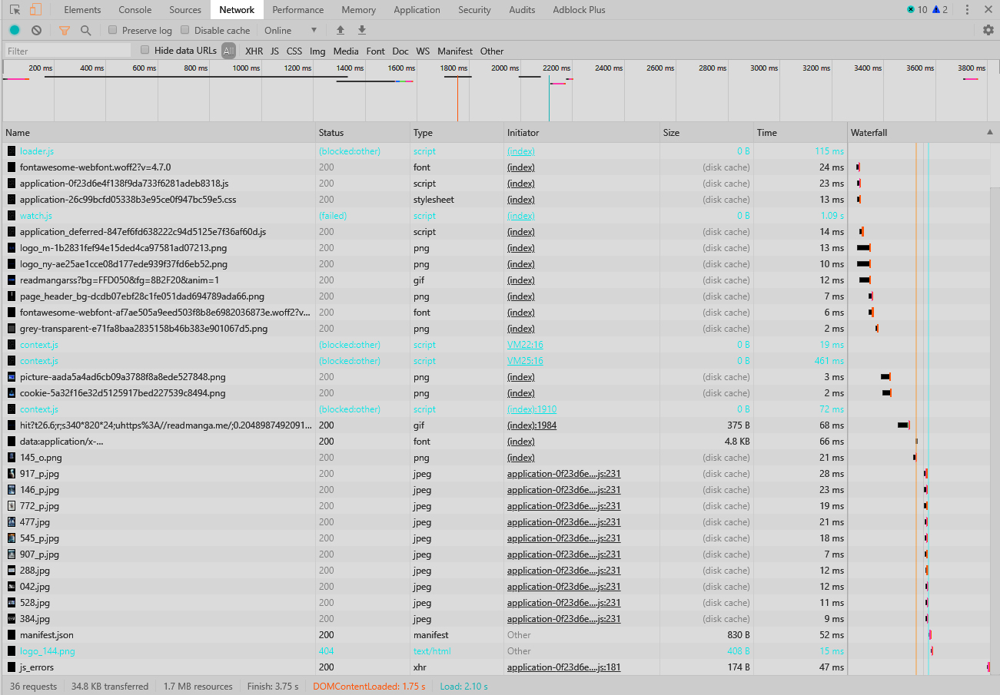 Elements Console Sources Network Performance Memory Application Security Audits Adblock Plus 10 2
Preserve log Disable cache Online
Filter Hide data URLs All XHR JS CSS Img Media Font Doc WS Manifest Other
200 ms 400 ms 600 ms 800 ms 1000 ms 1200 ms 1400 ms 1600 ms 1800 ms 2000 ms 2200 ms 2400 ms 2600 ms 2800 ms 3000 ms 3200 ms 3400 ms 3600 ms 3800 ms
Name Status Type Initiator Size Time Waterfall
loader.js (blocked:other) script (index) 0 B 115 ms
fontawesome-webfont.woff2?v=4.7.0 200 font (index) (disk cache) 24 ms
application-0f23d6e4f138f9da733f6281adeb8318.js 200 script (index) (disk cache) 23 ms
application-26c99bcfd05338b3e95ce0f947bc59e5.css 200 stylesheet (index) (disk cache) 13 ms
watch.js (failed) script (index) 0 B 1.09 s
application_deferred-847ef6fd638222c94d5125e7f36af60d.js 200 script (index) (disk cache) 14 ms
logo_m-1b2831fef94e15ded4ca97581ad07213.png 200 png (index) (disk cache) 13 ms
logo_ny-ae25ae1cce08d177ede939f37fd6eb52.png 200 png (index) (disk cache) 10 ms
readmangarss?bg=FFD050&fg=8B2F20&anim=1 200 gif (index) (disk cache) 12 ms
page_header_bg-dcdb07ebf28c1fe051dad694789ada66.png 200 png (index) (disk cache) 7 ms
fontawesome-webfont-af7ae505a9eed503f8b8e6982036873e.woff2?v... 200 font (index) (disk cache) 6 ms
grey-transparent-e71fa8baa2835158b46b383e901067d5.png 200 png (index) (disk cache) 2 ms
context.js (blocked:other) script VM22:16 0 B 19 ms
context.js (blocked:other) script VM25:16 0 B 461 ms
picture-aada5a4ad6cb09a3788f8a8ede527848.png 200 png (index) (disk cache) 3 ms
cookie-5a32f16e32d5125917bed227539c8494.png 200 png (index) (disk cache) 2 ms
context.js (blocked:other) script (index):1910 0 B 72 ms
hit?t26.6;r;s340*820*24;uhttps%3A//readmanga.me/;0.2048987492091... 200 gif (index):1984 375 B 68 ms
data:application/x-... 200 font (index) 4.8 KB 66 ms
145_o.png 200 png (index) (disk cache) 21 ms
917_p.jpg 200 jpeg application-0f23d6e....js:231 (disk cache) 28 ms
146_p.jpg 200 jpeg application-0f23d6e....js:231 (disk cache) 23 ms
772_p.jpg 200 jpeg application-0f23d6e....js:231 (disk cache) 19 ms
477.jpg 200 jpeg application-0f23d6e....js:231 (disk cache) 21 ms
545_p.jpg 200 jpeg application-0f23d6e....js:231 (disk cache) 18 ms
907_p.jpg 200 jpeg application-0f23d6e....js:231 (disk cache) 7 ms
288.jpg 200 jpeg application-0f23d6e....js:231 (disk cache) 12 ms
042.jpg 200 jpeg application-0f23d6e....js:231 (disk cache) 12 ms
528.jpg 200 jpeg application-0f23d6e....js:231 (disk cache) 11 ms
384.jpg 200 jpeg application-0f23d6e....js:231 (disk cache) 9 ms
manifest.json 200 manifest Other 830 B 52 ms
logo_144.png 404 text/html Other 408 B 15 ms
js_errors 200 xhr application-0f23d6e....js:181 174 B 47 ms
36 requests 34.8 KB transferred 1.7 MB resources Finish: 3.75 s DOMContentLoaded: 1.75 s Load: 2.10 s